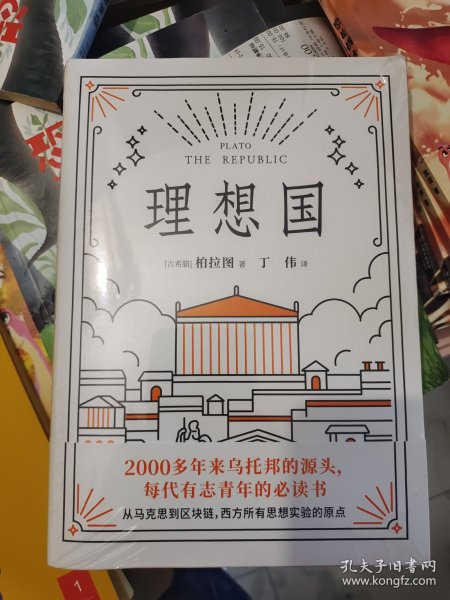 PLATO
THE REPUBLIC
理想国
[古希腊] 柏拉图 著 丁伟 译
2000多年来乌托邦的源头，
每代有志青年的必读书
从马克思到区块链，西方所有思想实验的原点
1
孔夫子旧书网
www.kongfz.com